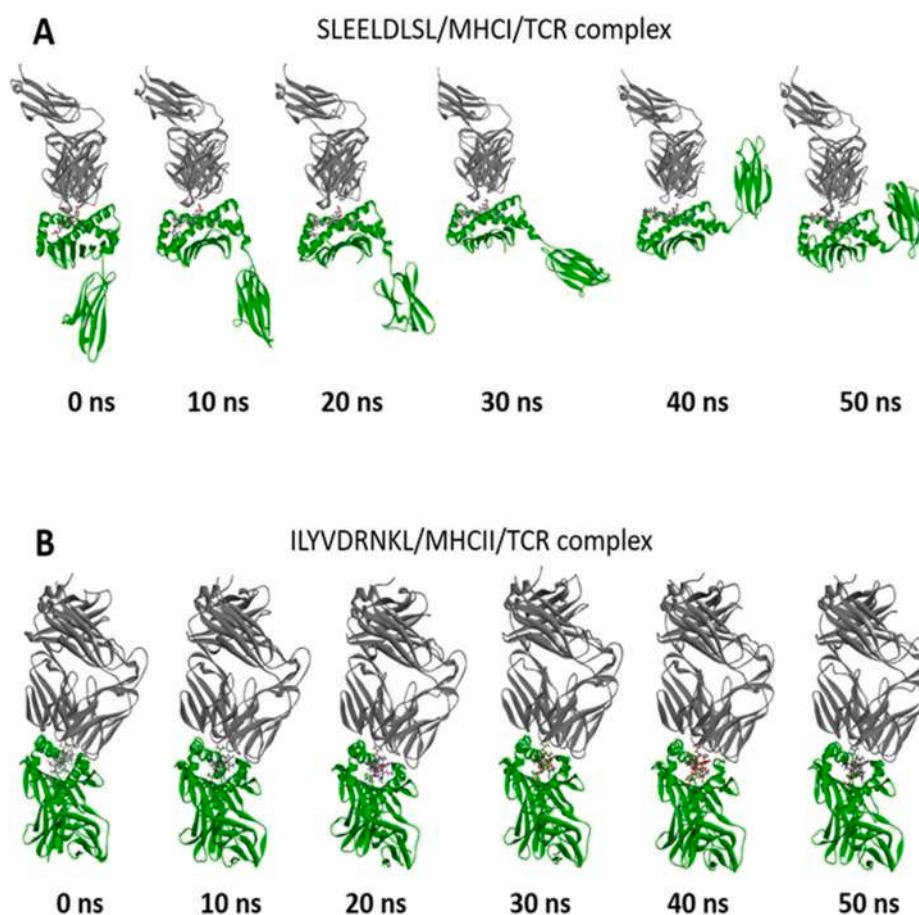 A
SLEELDLSL/MHCI/TCR complex
0 ns 10 ns 20 ns 30 ns 40 ns 50 ns
B
ILYVDRNKL/MHCII/TCR complex
0 ns 10 ns 20 ns 30 ns 40 ns 50 ns